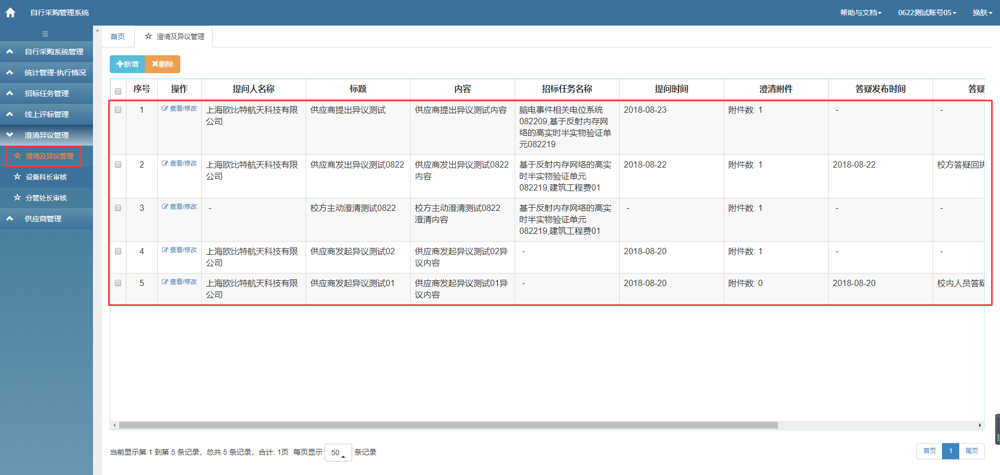 自行采购管理系统
帮助与文档
0622测试账号05
换肤
自行采购系统管理
统计管理-执行情况
招标任务管理
线上评标管理
澄清异议管理
澄清及异议管理
设备科长审核
分管处长审核
供应商管理
首页
澄清及异议管理
新增
删除
序号 操作 提问人名称 标题 内容 招标任务名称 提问时间 澄清附件 答疑发布时间 答疑
1 查看/修改 上海欧比特航天科技有限 供应商提出异议测试 供应商提出异议测试内容 脑电事件相关电位系统 2018-08-23 附件数: 1 - -
公司 082209,基于反射内存网
络的高实时半实物验证单
元082219
2 查看/修改 上海欧比特航天科技有限 供应商发出异议测试0822 供应商发出异议测试0822 基于反射内存网络的高实 2018-08-22 附件数: 1 2018-08-22 校方答疑回执
公司 内容 时半实物验证单元
082219,建筑工程费01
3 查看/修改 - 校方主动澄清测试0822 校方主动澄清测试0822 基于反射内存网络的高实 - 附件数: 1 - -
澄清内容 时半实物验证单元
082219,建筑工程费01
4 查看/修改 上海欧比特航天科技有限 供应商发起异议测试02 供应商发起异议测试02异 - 2018-08-20 附件数: 1 - -
公司 议内容
5 查看/修改 上海欧比特航天科技有限 供应商发起异议测试01 供应商发起异议测试01异 - 2018-08-20 附件数: 0 2018-08-20 校内人员答疑
公司 议内容
当前显示第 1 到第 5 条记录，总共 5 条记录，合计: 1页 每页显示 50 条记录
首页 1 尾页